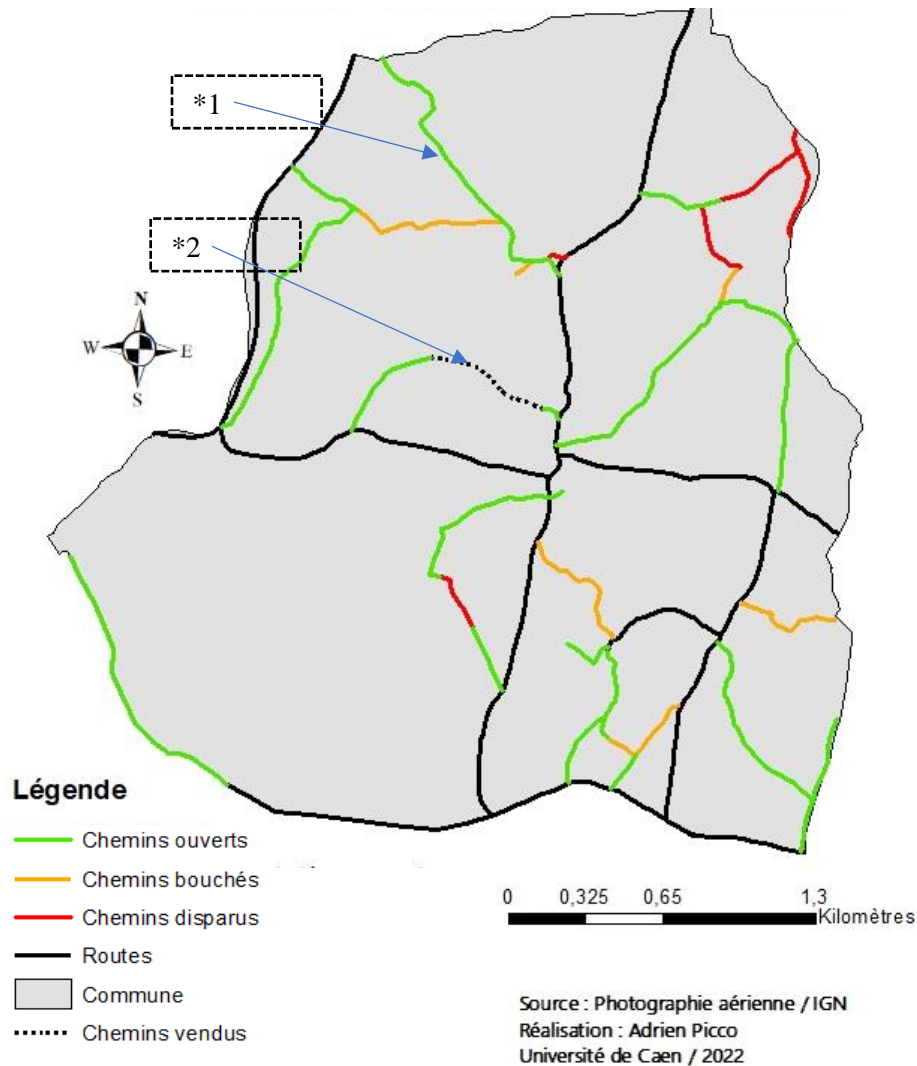 *1
*2
N
W E
S
Légende
Chemins ouverts
Chemins bouchés
Chemins disparus
Routes
Commune
Chemins vendus
0 0,325 0,65 1,3
Kilomètres
Source : Photographie aérienne / IGN
Réalisation : Adrien Picco
Université de Caen / 2022